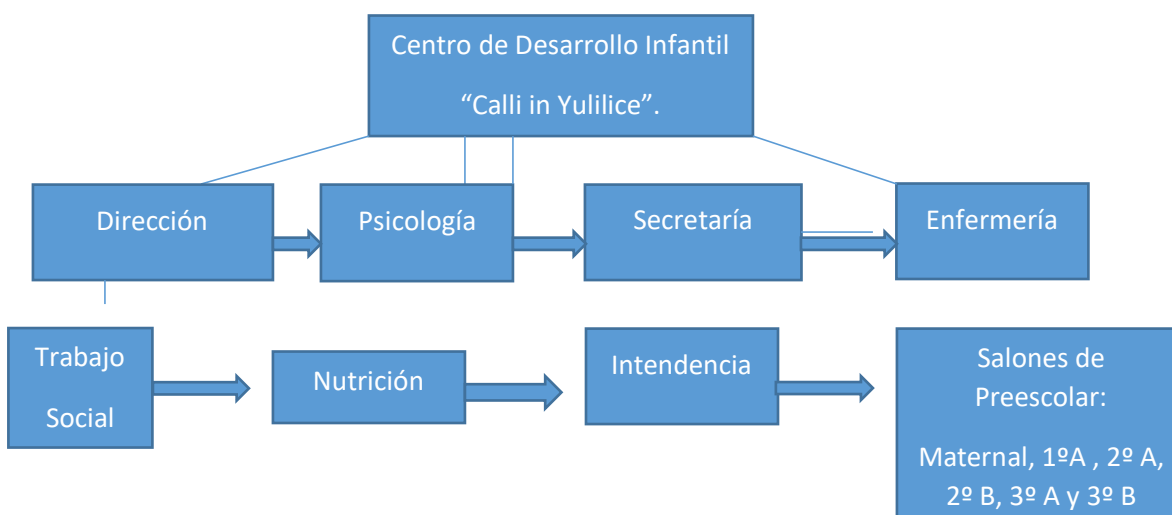 Centro de Desarrollo Infantil
“Calli in Yulilice”.
Dirección
Psicología
Secretaría
Enfermería
Trabajo
Social
Nutrición
Intendencia
Salones de
Preescolar:
Maternal, 1ºA , 2º A,
2º B, 3º A y 3º B